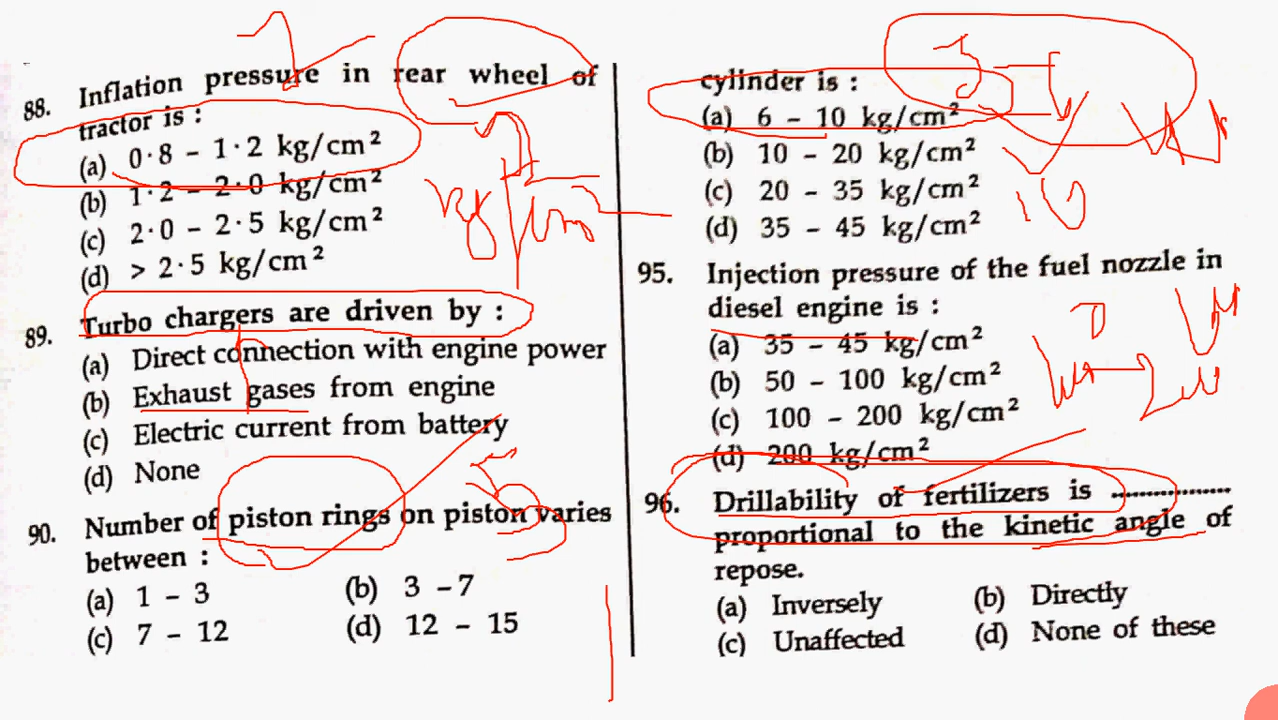 88. Inflation pressure in rear wheel of
tractor is :
(a) 0·8 – 1·2 kg/cm²
(b) 1·2 – 2·0 kg/cm²
(c) 2·0 – 2·5 kg/cm²
(d) > 2·5 kg/cm²
89. Turbo chargers are driven by :
(a) Direct connection with engine power
(b) Exhaust gases from engine
(c) Electric current from battery
(d) None
90. Number of piston rings on piston varies
between :
(a) 1 – 3 (b) 3 – 7
(c) 7 – 12 (d) 12 – 15
cylinder is :
(a) 6 – 10 kg/cm²
(b) 10 – 20 kg/cm²
(c) 20 – 35 kg/cm²
(d) 35 – 45 kg/cm²
95. Injection pressure of the fuel nozzle in
diesel engine is :
(a) 35 – 45 kg/cm²
(b) 50 – 100 kg/cm²
(c) 100 – 200 kg/cm²
(d) 200 kg/cm²
96. Drillability of fertilizers is ..................
proportional to the kinetic angle of
repose.
(a) Inversely (b) Directly
(c) Unaffected (d) None of these